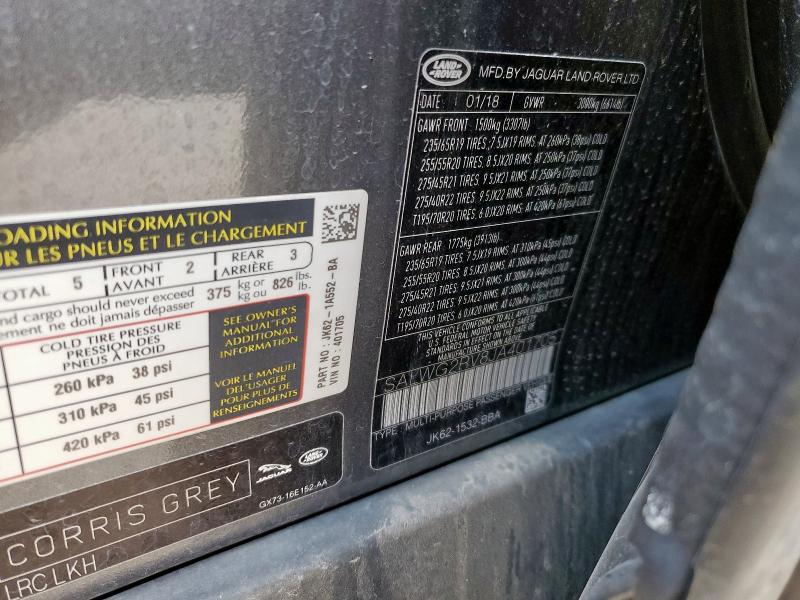 LAND ROVER
MFD.BY JAGUAR LAND-ROVER LTD
DATE 01/18 GVWR 3000kg (6614lb)
GAWR FRONT 1500kg (3307lb)
235/65R19 TIRES, 7.5JX19 RIMS, AT 260kPa (38psi) COLD
255/55R20 TIRES, 8.5JX20 RIMS, AT 250kPa (37psi) COLD
275/45R21 TIRES, 9.5JX21 RIMS, AT 250kPa (37psi) COLD
275/40R22 TIRES, 9.5JX22 RIMS, AT 250kPa (37psi) COLD
T195/70R20 TIRES, 6.0JX20 RIMS, AT 420kPa (61psi) COLD
GAWR REAR 1775kg (3913lb)
235/65R19 TIRES, 7.5JX19 RIMS, AT 310kPa (45psi) COLD
255/55R20 TIRES, 8.5JX20 RIMS, AT 300kPa (44psi) COLD
275/45R21 TIRES, 9.5JX21 RIMS, AT 300kPa (44psi) COLD
275/40R22 TIRES, 9.5JX22 RIMS, AT 300kPa (44psi) COLD
T195/70R20 TIRES, 6.0JX20 RIMS, AT 420kPa (61psi) COLD
THIS VEHICLE CONFORMS TO ALL APPLICABLE
U.S. FEDERAL MOTOR VEHICLE SAFETY
STANDARDS IN EFFECT ON THE DATE OF
MANUFACTURE SHOWN ABOVE.
TYPE: MULTI-PURPOSE PASSENGER
JK62-1532-BBA
OADING INFORMATION
UR LES PNEUS ET LE CHARGEMENT
TOTAL 5 FRONT AVANT 2 REAR ARRIÈRE 3
nd cargo should never exceed 375 kg or 826 lbs.
ement ne doit jamais dépasser kg ou lb.
COLD TIRE PRESSURE
PRESSION DES
PNEUS À FROID
260 kPa 38 psi
310 kPa 45 psi
420 kPa 61 psi
SEE OWNER'S
MANUAL FOR
ADDITIONAL
INFORMATION
VOIR LE MANUEL
DE L'USAGER
POUR PLUS DE
RENSEIGNEMENTS
PART NO : JK62-1A552-BA
VIN NO : 401705
CORRIS GREY
LRC LKH
JAGUAR
LAND ROVER
GX73-16E152-AA